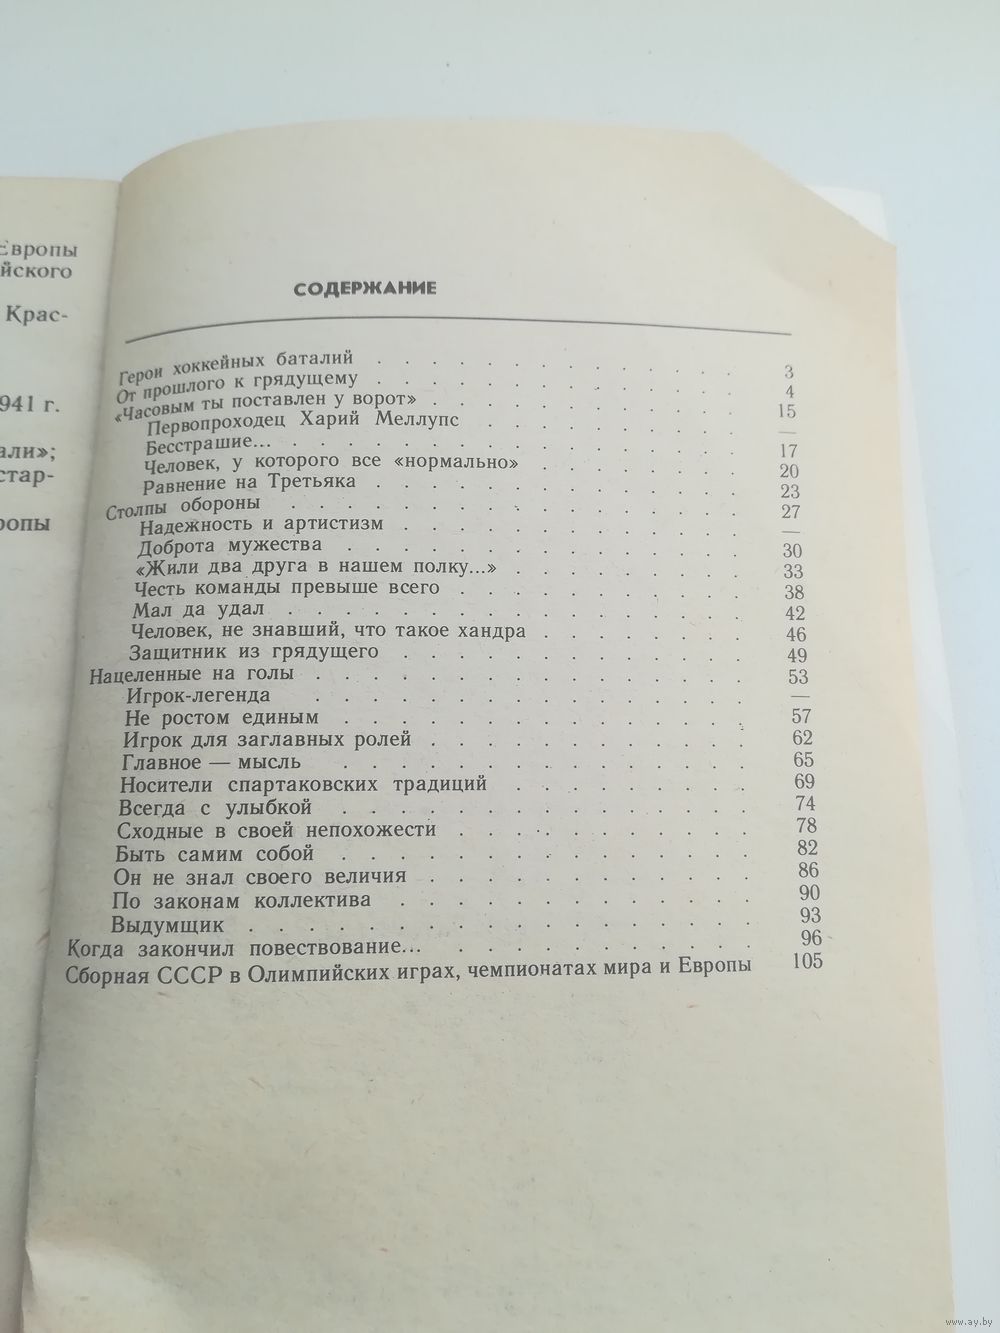 Европы
йского
Крас-
941 г.
али»;
стар-
ропы
СОДЕРЖАНИЕ
Герои хоккейных баталий . . . . . . . . . . . . . 3
От прошлого к грядущему . . . . . . . . . . . . . 4
«Часовым ты поставлен у ворот» . . . . . . . . . . . 15
Первопроходец Харий Меллупс . . . . . . . . . —
Бесстрашие... . . . . . . . . . . . . . . . . 17
Человек, у которого все «нормально» . . . . . . . 20
Равнение на Третьяка . . . . . . . . . . . . . 23
Столпы обороны . . . . . . . . . . . . . . . . 27
Надежность и артистизм . . . . . . . . . . . . —
Доброта мужества . . . . . . . . . . . . . . 30
«Жили два друга в нашем полку...» . . . . . . . . 33
Честь команды превыше всего . . . . . . . . . . 38
Мал да удал . . . . . . . . . . . . . . . . 42
Человек, не знавший, что такое хандра . . . . . . . 46
Защитник из грядущего . . . . . . . . . . . . 49
Нацеленные на голы . . . . . . . . . . . . . . . 53
Игрок-легенда . . . . . . . . . . . . . . . —
Не ростом единым . . . . . . . . . . . . . . 57
Игрок для заглавных ролей . . . . . . . . . . . 62
Главное — мысль . . . . . . . . . . . . . . 65
Носители спартаковских традиций . . . . . . . . 69
Всегда с улыбкой . . . . . . . . . . . . . . 74
Сходные в своей непохожести . . . . . . . . . . 78
Быть самим собой . . . . . . . . . . . . . . 82
Он не знал своего величия . . . . . . . . . . . 86
По законам коллектива . . . . . . . . . . . . 90
Выдумщик . . . . . . . . . . . . . . . . . 93
Когда закончил повествование... . . . . . . . . . . . 96
Сборная СССР в Олимпийских играх, чемпионатах мира и Европы 105
www.ay.by